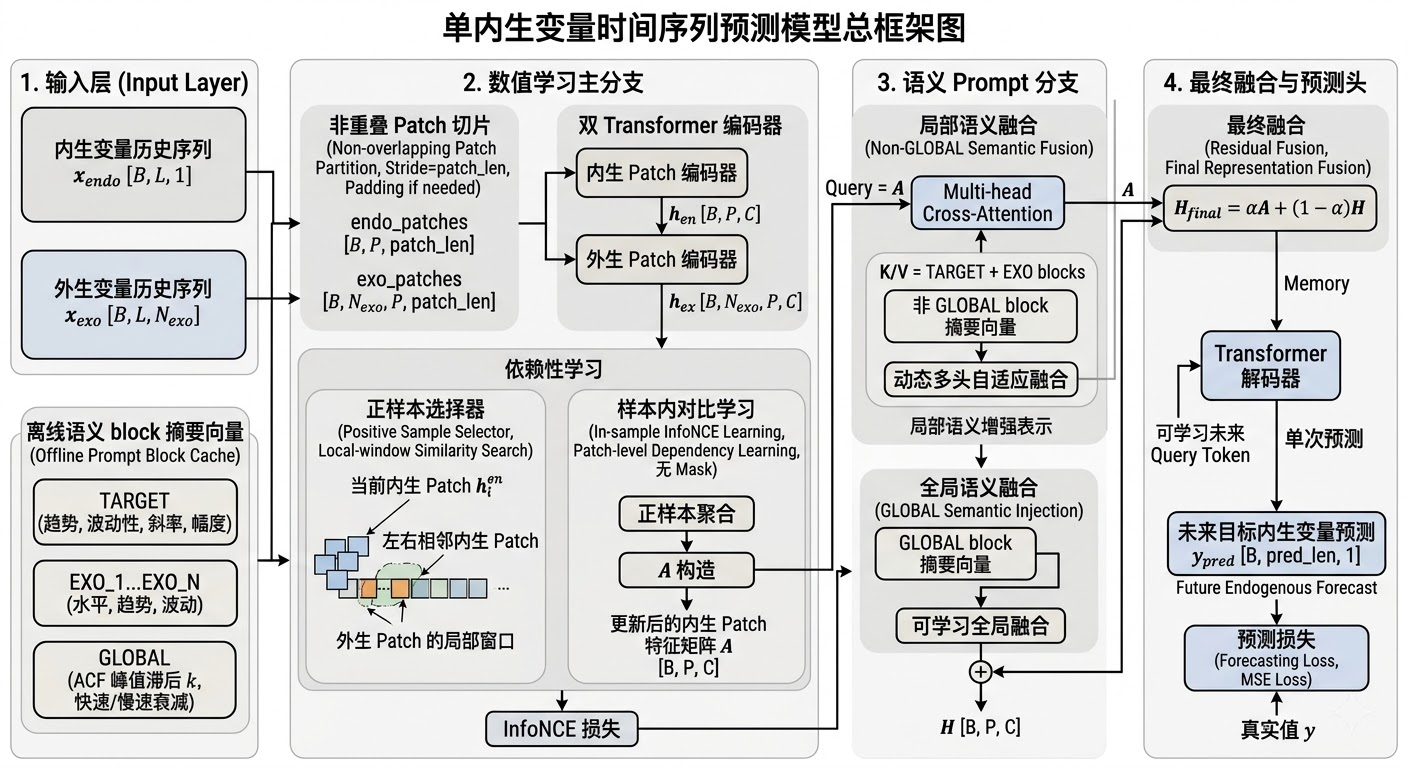 单内生变量时间序列预测模型总框架图
1. 输入层 (Input Layer)
内生变量历史序列
x_endo [B, L, 1]
外生变量历史序列
x_exo [B, L, N_exo]
离线语义 block 摘要向量
(Offline Prompt Block Cache)
TARGET
(趋势, 波动性, 斜率, 幅度)
EXO_1...EXO_N
(水平, 趋势, 波动)
GLOBAL
(ACF 峰值滞后 k,
快速/慢速衰减)
2. 数值学习主分支
非重叠 Patch 切片
(Non-overlapping Patch
Partition, Stride=patch_len,
Padding if needed)
endo_patches
[B, P, patch_len]
exo_patches
[B, N_exo, P, patch_len]
双 Transformer 编码器
内生 Patch 编码器
h_en [B, P, C]
外生 Patch 编码器
h_ex [B, N_exo, P, C]
依赖性学习
正样本选择器
(Positive Sample Selector,
Local-window Similarity Search)
当前内生 Patch h_i^en
左右相邻内生 Patch
...
...
外生 Patch 的局部窗口
样本内对比学习
(In-sample InfoNCE Learning,
Patch-level Dependency Learning,
无 Mask)
正样本聚合
A 构造
更新后的内生 Patch
特征矩阵 A
[B, P, C]
InfoNCE 损失
3. 语义 Prompt 分支
局部语义融合
(Non-GLOBAL Semantic Fusion)
Query = A
Multi-head
Cross-Attention
A
K/V = TARGET + EXO blocks
非 GLOBAL block
摘要向量
动态多头自适应融合
局部语义增强表示
全局语义融合
(GLOBAL Semantic Injection)
GLOBAL block
摘要向量
可学习全局融合
+
H [B, P, C]
4. 最终融合与预测头
最终融合
(Residual Fusion,
Final Representation Fusion)
H_final = αA + (1 − α)H
Memory
Transformer
解码器
可学习未来
Query Token
单次预测
未来目标内生变量预测
y_pred [B, pred_len, 1]
Future Endogenous Forecast
预测损失
(Forecasting Loss,
MSE Loss)
真实值 y